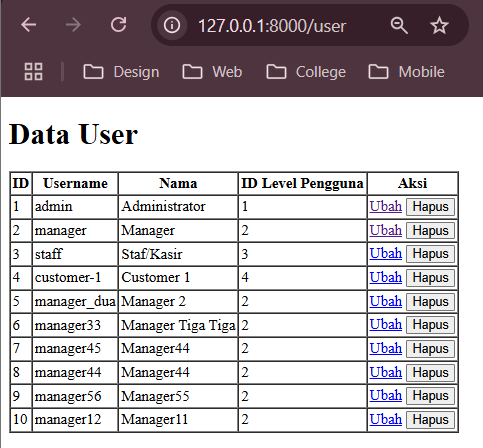 127.0.0.1:8000/user
Design Web College Mobile
Data User
ID Username Nama ID Level Pengguna Aksi
1 admin Administrator 1 Ubah Hapus
2 manager Manager 2 Ubah Hapus
3 staff Staf/Kasir 3 Ubah Hapus
4 customer-1 Customer 1 4 Ubah Hapus
5 manager_dua Manager 2 2 Ubah Hapus
6 manager33 Manager Tiga Tiga 2 Ubah Hapus
7 manager45 Manager44 2 Ubah Hapus
8 manager44 Manager44 2 Ubah Hapus
9 manager56 Manager55 2 Ubah Hapus
10 manager12 Manager11 2 Ubah Hapus